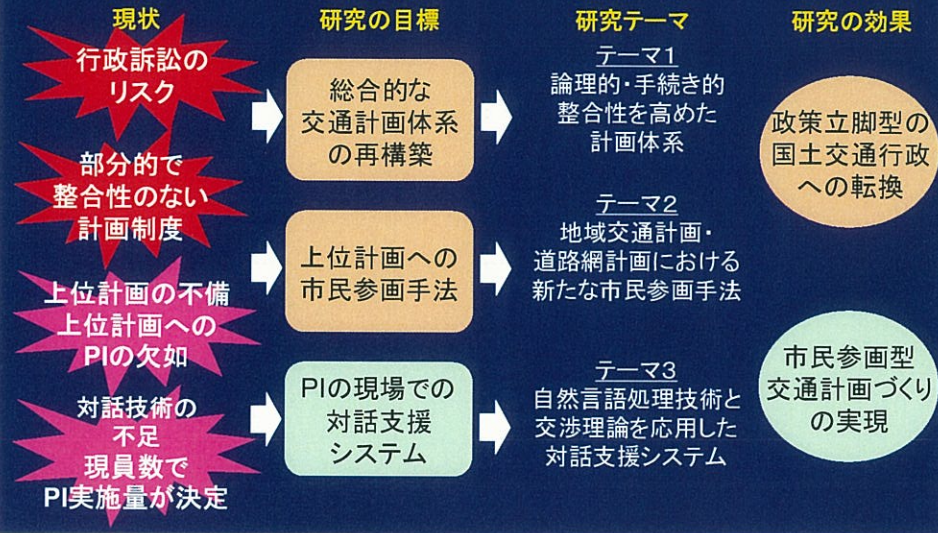 現状
行政訴訟の
リスク
部分的で
整合性のない
計画制度
上位計画の不備
上位計画への
PIの欠如
対話技術の
不足
現員数で
PI実施量が決定
研究の目標
総合的な
交通計画体系
の再構築
上位計画への
市民参画手法
PIの現場での
対話支援
システム
研究テーマ
テーマ1
論理的・手続き的
整合性を高めた
計画体系
テーマ2
地域交通計画・
道路網計画における
新たな市民参画手法
テーマ3
自然言語処理技術と
交渉理論を応用した
対話支援システム
研究の効果
政策立脚型の
国土交通行政
への転換
市民参画型
交通計画づくり
の実現